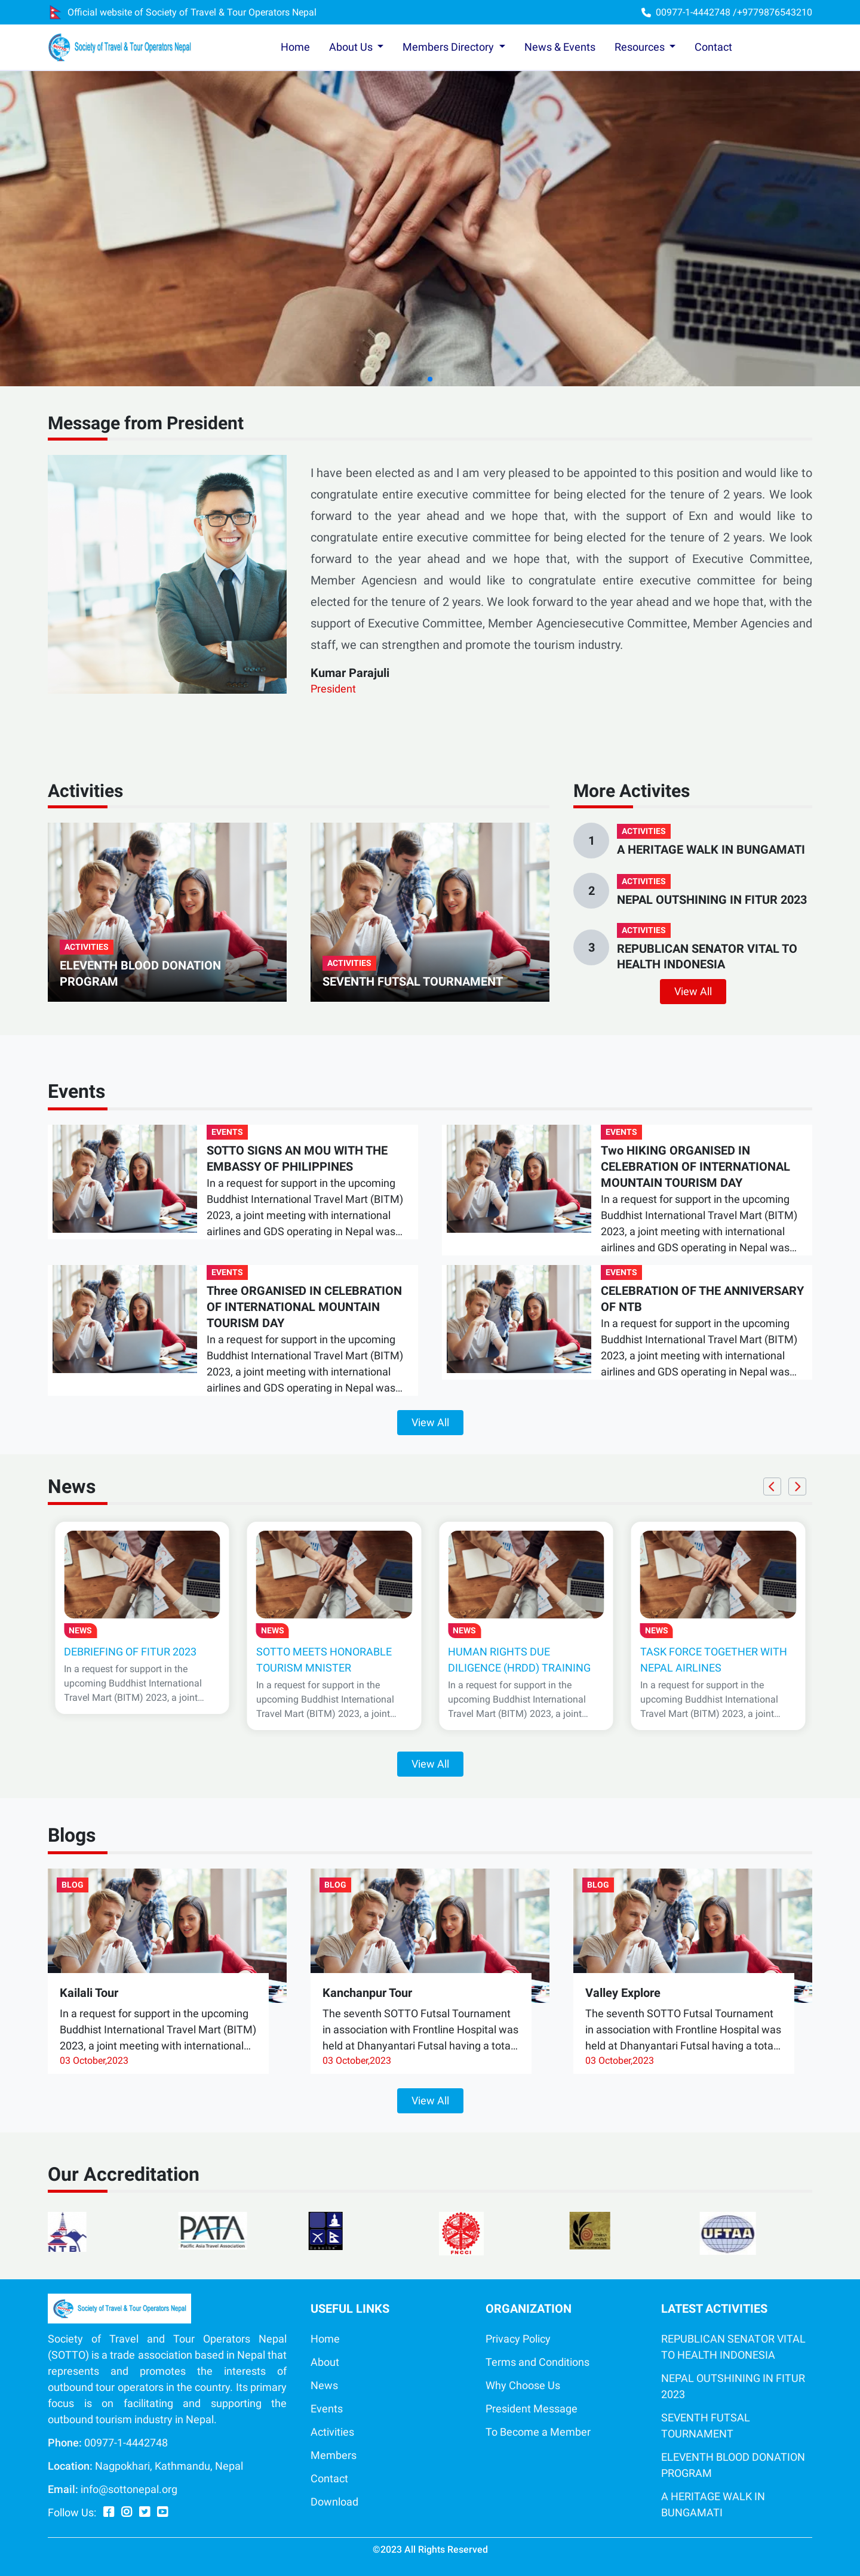 Official website of Society of Travel & Tour Operators Nepal
00977-1-4442748 /+9779876543210
Society of Travel & Tour Operators Nepal
Home About Us Members Directory News & Events Resources Contact
Message from President
I have been elected as and I am very pleased to be appointed to this position and would like to
congratulate entire executive committee for being elected for the tenure of 2 years. We look
forward to the year ahead and we hope that, with the support of Exn and would like to
congratulate entire executive committee for being elected for the tenure of 2 years. We look
forward to the year ahead and we hope that, with the support of Executive Committee,
Member Agenciesn and would like to congratulate entire executive committee for being
elected for the tenure of 2 years. We look forward to the year ahead and we hope that, with the
support of Executive Committee, Member Agenciesecutive Committee, Member Agencies and
staff, we can strengthen and promote the tourism industry.
Kumar Parajuli
President
Activities
ACTIVITIES
ELEVENTH BLOOD DONATION
PROGRAM
ACTIVITIES
SEVENTH FUTSAL TOURNAMENT
More Activites
1
ACTIVITIES
A HERITAGE WALK IN BUNGAMATI
2
ACTIVITIES
NEPAL OUTSHINING IN FITUR 2023
3
ACTIVITIES
REPUBLICAN SENATOR VITAL TO
HEALTH INDONESIA
View All
Events
EVENTS
SOTTO SIGNS AN MOU WITH THE
EMBASSY OF PHILIPPINES
In a request for support in the upcoming
Buddhist International Travel Mart (BITM)
2023, a joint meeting with international
airlines and GDS operating in Nepal was...
EVENTS
Two HIKING ORGANISED IN
CELEBRATION OF INTERNATIONAL
MOUNTAIN TOURISM DAY
In a request for support in the upcoming
Buddhist International Travel Mart (BITM)
2023, a joint meeting with international
airlines and GDS operating in Nepal was...
EVENTS
Three ORGANISED IN CELEBRATION
OF INTERNATIONAL MOUNTAIN
TOURISM DAY
In a request for support in the upcoming
Buddhist International Travel Mart (BITM)
2023, a joint meeting with international
airlines and GDS operating in Nepal was...
EVENTS
CELEBRATION OF THE ANNIVERSARY
OF NTB
In a request for support in the upcoming
Buddhist International Travel Mart (BITM)
2023, a joint meeting with international
airlines and GDS operating in Nepal was...
View All
News
NEWS
DEBRIEFING OF FITUR 2023
In a request for support in the
upcoming Buddhist International
Travel Mart (BITM) 2023, a joint...
NEWS
SOTTO MEETS HONORABLE
TOURISM MNISTER
In a request for support in the
upcoming Buddhist International
Travel Mart (BITM) 2023, a joint...
NEWS
HUMAN RIGHTS DUE
DILIGENCE (HRDD) TRAINING
In a request for support in the
upcoming Buddhist International
Travel Mart (BITM) 2023, a joint...
NEWS
TASK FORCE TOGETHER WITH
NEPAL AIRLINES
In a request for support in the
upcoming Buddhist International
Travel Mart (BITM) 2023, a joint...
View All
Blogs
BLOG
Kailali Tour
In a request for support in the upcoming
Buddhist International Travel Mart (BITM)
2023, a joint meeting with international...
03 October,2023
BLOG
Kanchanpur Tour
The seventh SOTTO Futsal Tournament
in association with Frontline Hospital was
held at Dhanyantari Futsal having a tota...
03 October,2023
BLOG
Valley Explore
The seventh SOTTO Futsal Tournament
in association with Frontline Hospital was
held at Dhanyantari Futsal having a tota...
03 October,2023
View All
Our Accreditation
NTB
PATA
Pacific Asia Travel Association
FNCCI
UFTAA
Society of Travel & Tour Operators Nepal
Society of Travel and Tour Operators Nepal
(SOTTO) is a trade association based in Nepal that
represents and promotes the interests of
outbound tour operators in the country. Its primary
focus is on facilitating and supporting the
outbound tourism industry in Nepal.
Phone: 00977-1-4442748
Location: Nagpokhari, Kathmandu, Nepal
Email: info@sottonepal.org
Follow Us:
USEFUL LINKS
Home
About
News
Events
Activities
Members
Contact
Download
ORGANIZATION
Privacy Policy
Terms and Conditions
Why Choose Us
President Message
To Become a Member
LATEST ACTIVITIES
REPUBLICAN SENATOR VITAL
TO HEALTH INDONESIA
NEPAL OUTSHINING IN FITUR
2023
SEVENTH FUTSAL
TOURNAMENT
ELEVENTH BLOOD DONATION
PROGRAM
A HERITAGE WALK IN
BUNGAMATI
©2023 All Rights Reserved